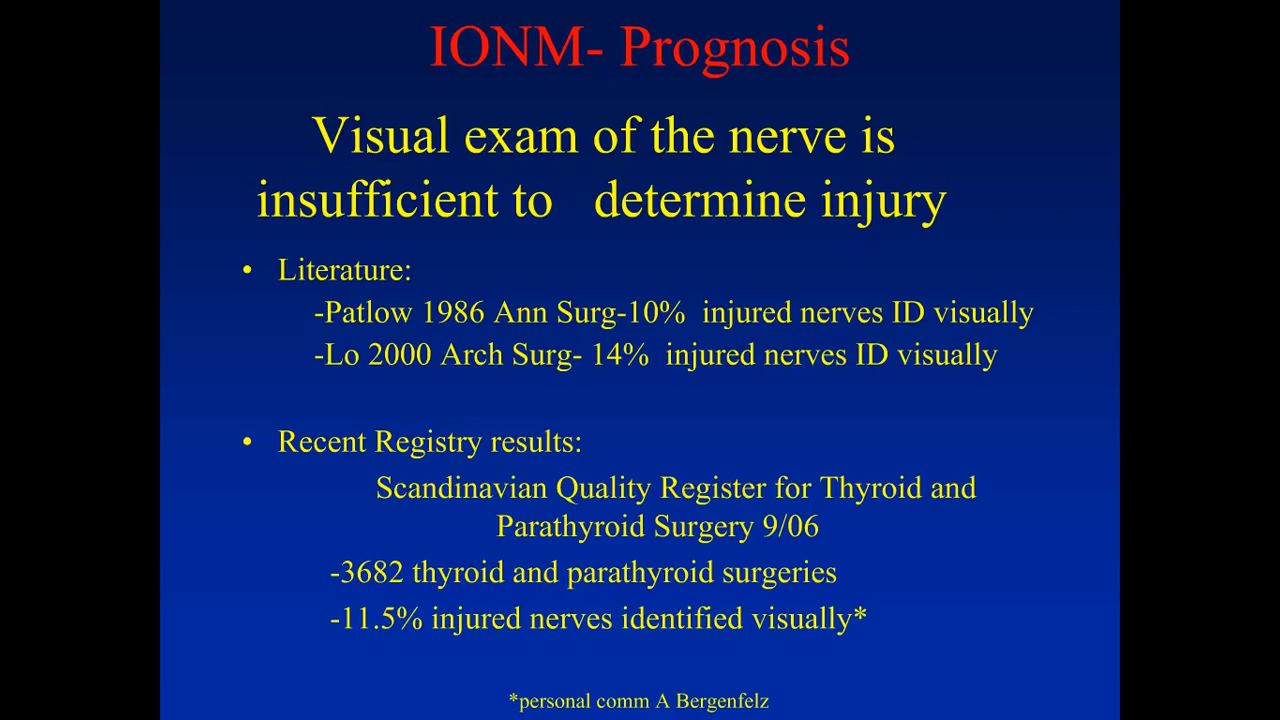 IONM- Prognosis
Visual exam of the nerve is
insufficient to determine injury
• Literature:
-Patlow 1986 Ann Surg-10% injured nerves ID visually
-Lo 2000 Arch Surg- 14% injured nerves ID visually
• Recent Registry results:
Scandinavian Quality Register for Thyroid and
Parathyroid Surgery 9/06
-3682 thyroid and parathyroid surgeries
-11.5% injured nerves identified visually*
*personal comm A Bergenfelz